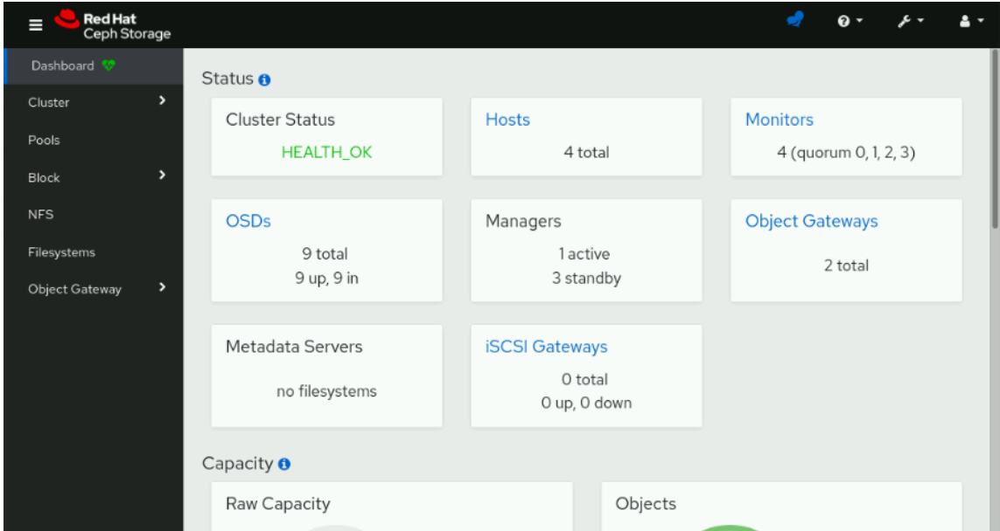 Red Hat
Ceph Storage
Dashboard
Cluster
Pools
Block
NFS
Filesystems
Object Gateway
Status
Cluster Status
HEALTH_OK
Hosts
4 total
Monitors
4 (quorum 0, 1, 2, 3)
OSDs
9 total
9 up, 9 in
Managers
1 active
3 standby
Object Gateways
2 total
Metadata Servers
no filesystems
iSCSI Gateways
0 total
0 up, 0 down
Capacity
Raw Capacity
Objects